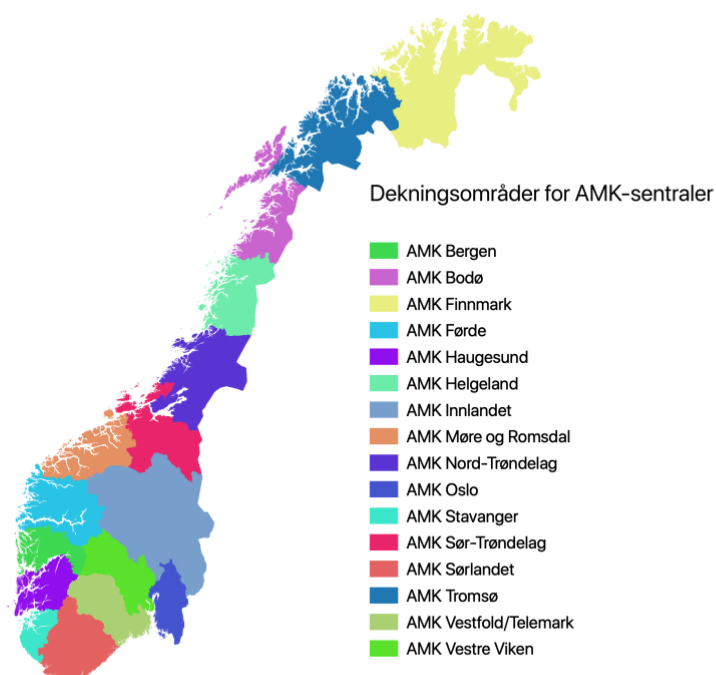 Dekningsområder for AMK-sentraler
AMK Bergen
AMK Bodø
AMK Finnmark
AMK Førde
AMK Haugesund
AMK Helgeland
AMK Innlandet
AMK Møre og Romsdal
AMK Nord-Trøndelag
AMK Oslo
AMK Stavanger
AMK Sør-Trøndelag
AMK Sørlandet
AMK Tromsø
AMK Vestfold/Telemark
AMK Vestre Viken